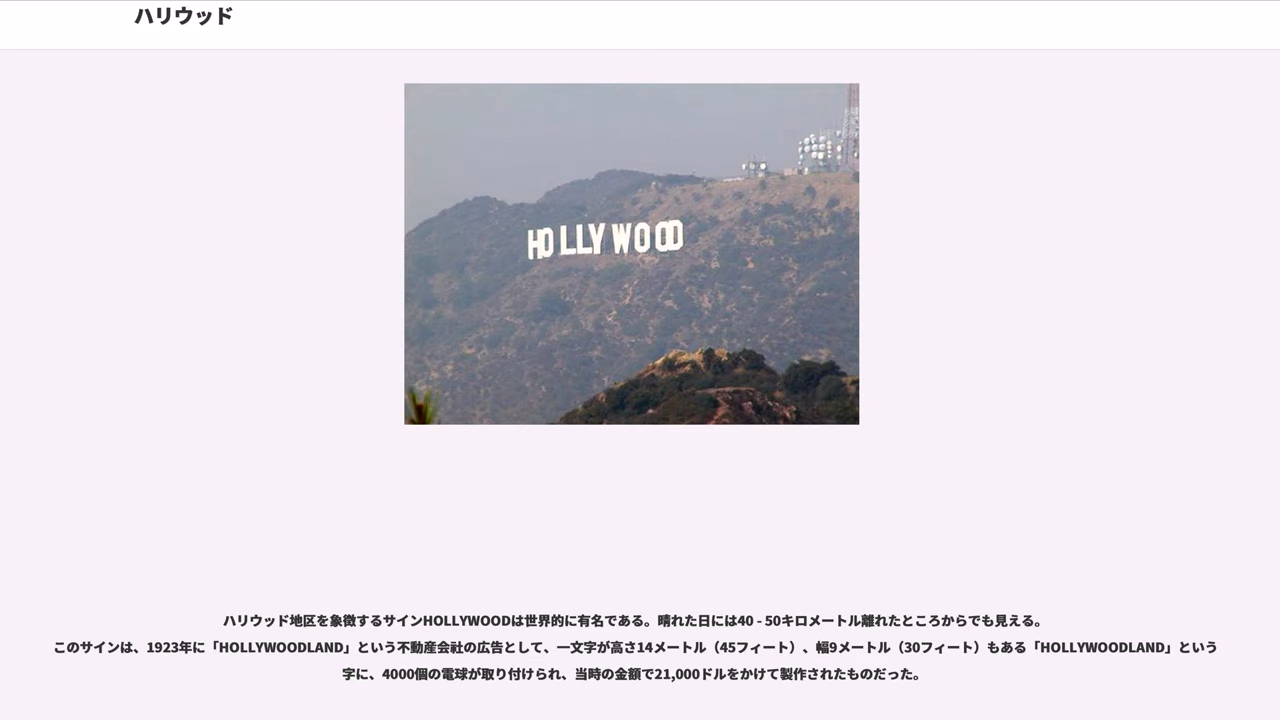 ハリウッド
HOLLYWOOD
ハリウッド地区を象徴するサインHOLLYWOODは世界的に有名である。晴れた日には40 - 50キロメートル離れたところからでも見える。
このサインは、1923年に「HOLLYWOODLAND」という不動産会社の広告として、一文字が高さ14メートル（45フィート）、幅9メートル（30フィート）もある「HOLLYWOODLAND」という
字に、4000個の電球が取り付けられ、当時の金額で21,000ドルをかけて製作されたものだった。